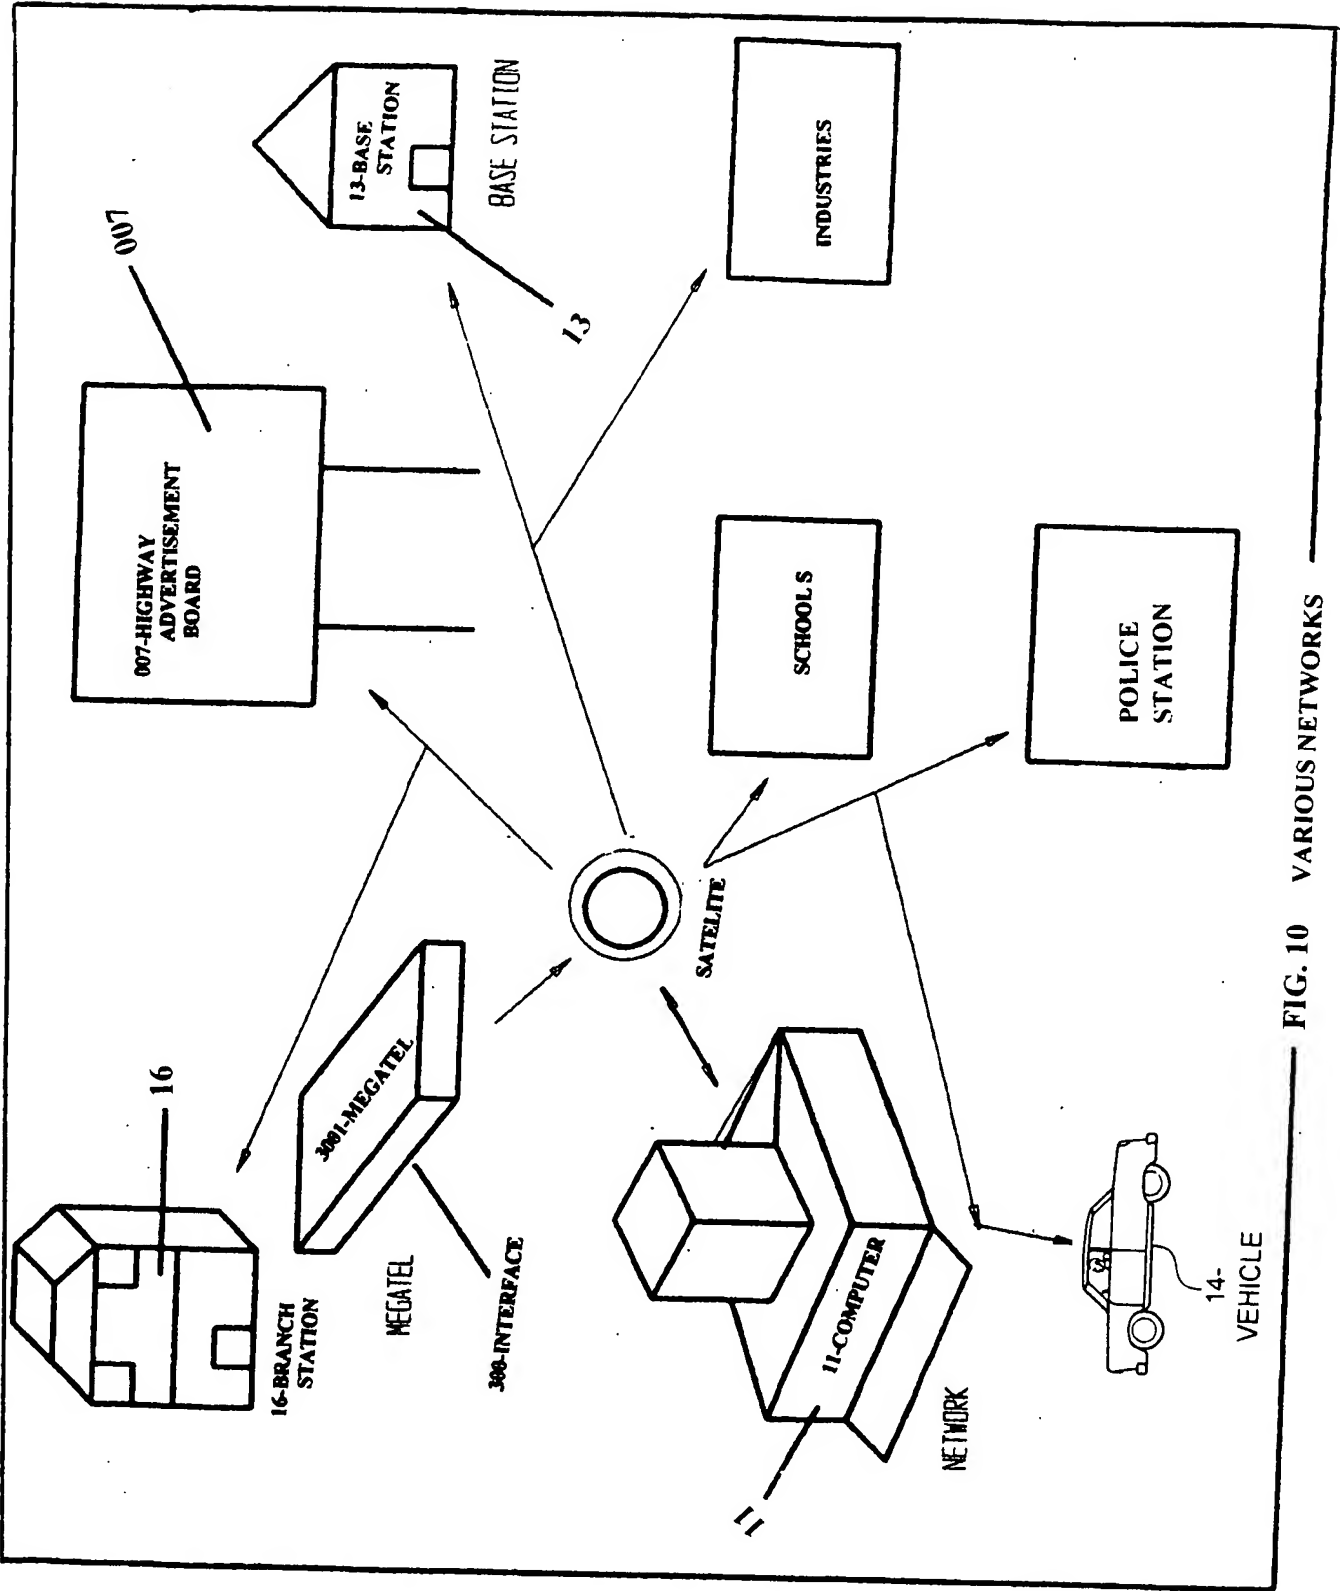 16
007
16-BRANCH
STATION
007-HIGHWAY
ADVERTISEMENT
BOARD
13-BASE
STATION
BASE STATION
13
3001-MEGATEL
MEGATEL
300-INTERFACE
SATELITE
11-COMPUTER
11
NETWORK
SCHOOLS
INDUSTRIES
POLICE
STATION
14-
VEHICLE
FIG. 10 VARIOUS NETWORKS